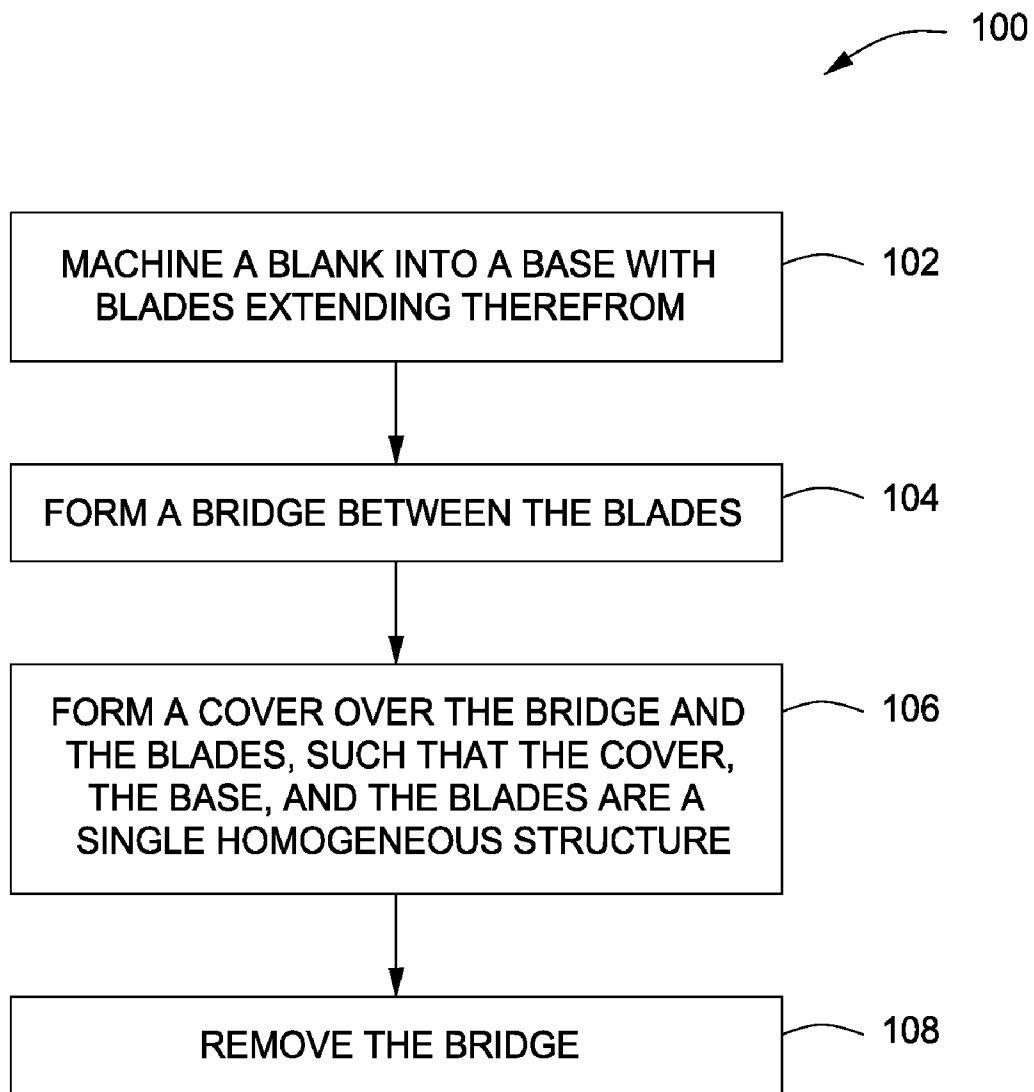 100
MACHINE A BLANK INTO A BASE WITH
BLADES EXTENDING THEREFROM
102
FORM A BRIDGE BETWEEN THE BLADES
104
FORM A COVER OVER THE BRIDGE AND
THE BLADES, SUCH THAT THE COVER,
THE BASE, AND THE BLADES ARE A
SINGLE HOMOGENEOUS STRUCTURE
106
REMOVE THE BRIDGE
108